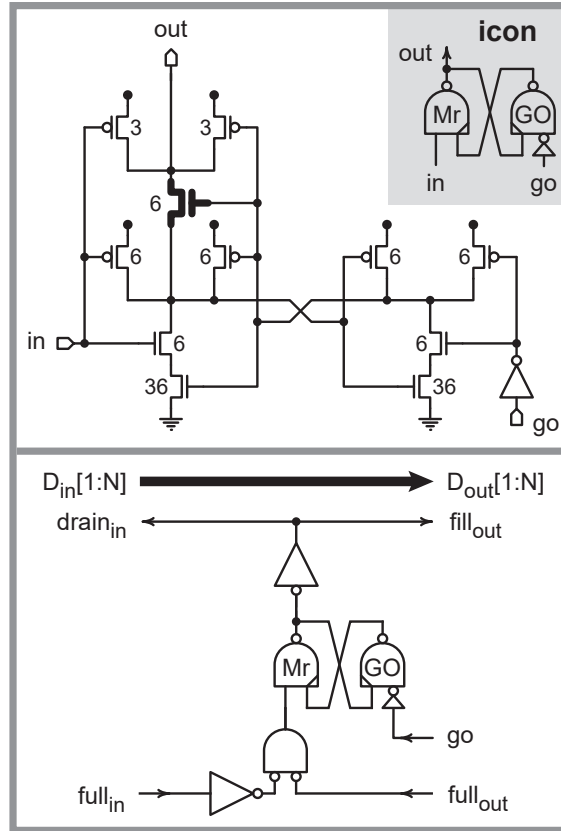 out
icon
out
Mr GO
in go
3 3
6
6 6 6 6
in
6 6
36 36
go
D_in[1:N] D_out[1:N]
drain_in fill_out
Mr GO
go
full_in full_out